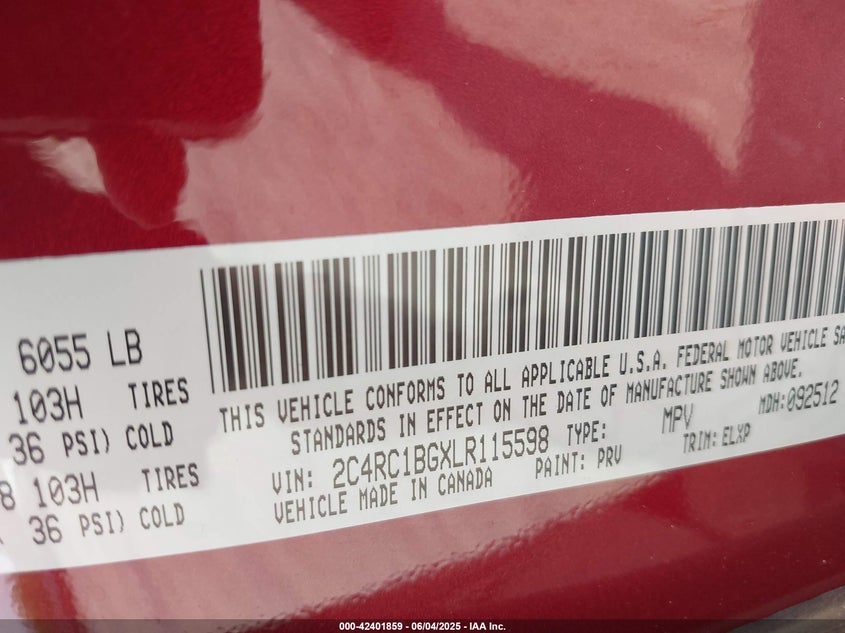 6055 LB
103H TIRES
36 PSI) COLD
8 103H TIRES
36 PSI) COLD
THIS VEHICLE CONFORMS TO ALL APPLICABLE U.S.A. FEDERAL MOTOR VEHICLE SA
STANDARDS IN EFFECT ON THE DATE OF MANUFACTURE SHOWN ABOVE.
VIN: 2C4RC1BGXLR115598 TYPE: MPV MDH:092512
VEHICLE MADE IN CANADA PAINT: PRV TRIM: ELXP
000-42401859 - 06/04/2025 - IAA Inc.